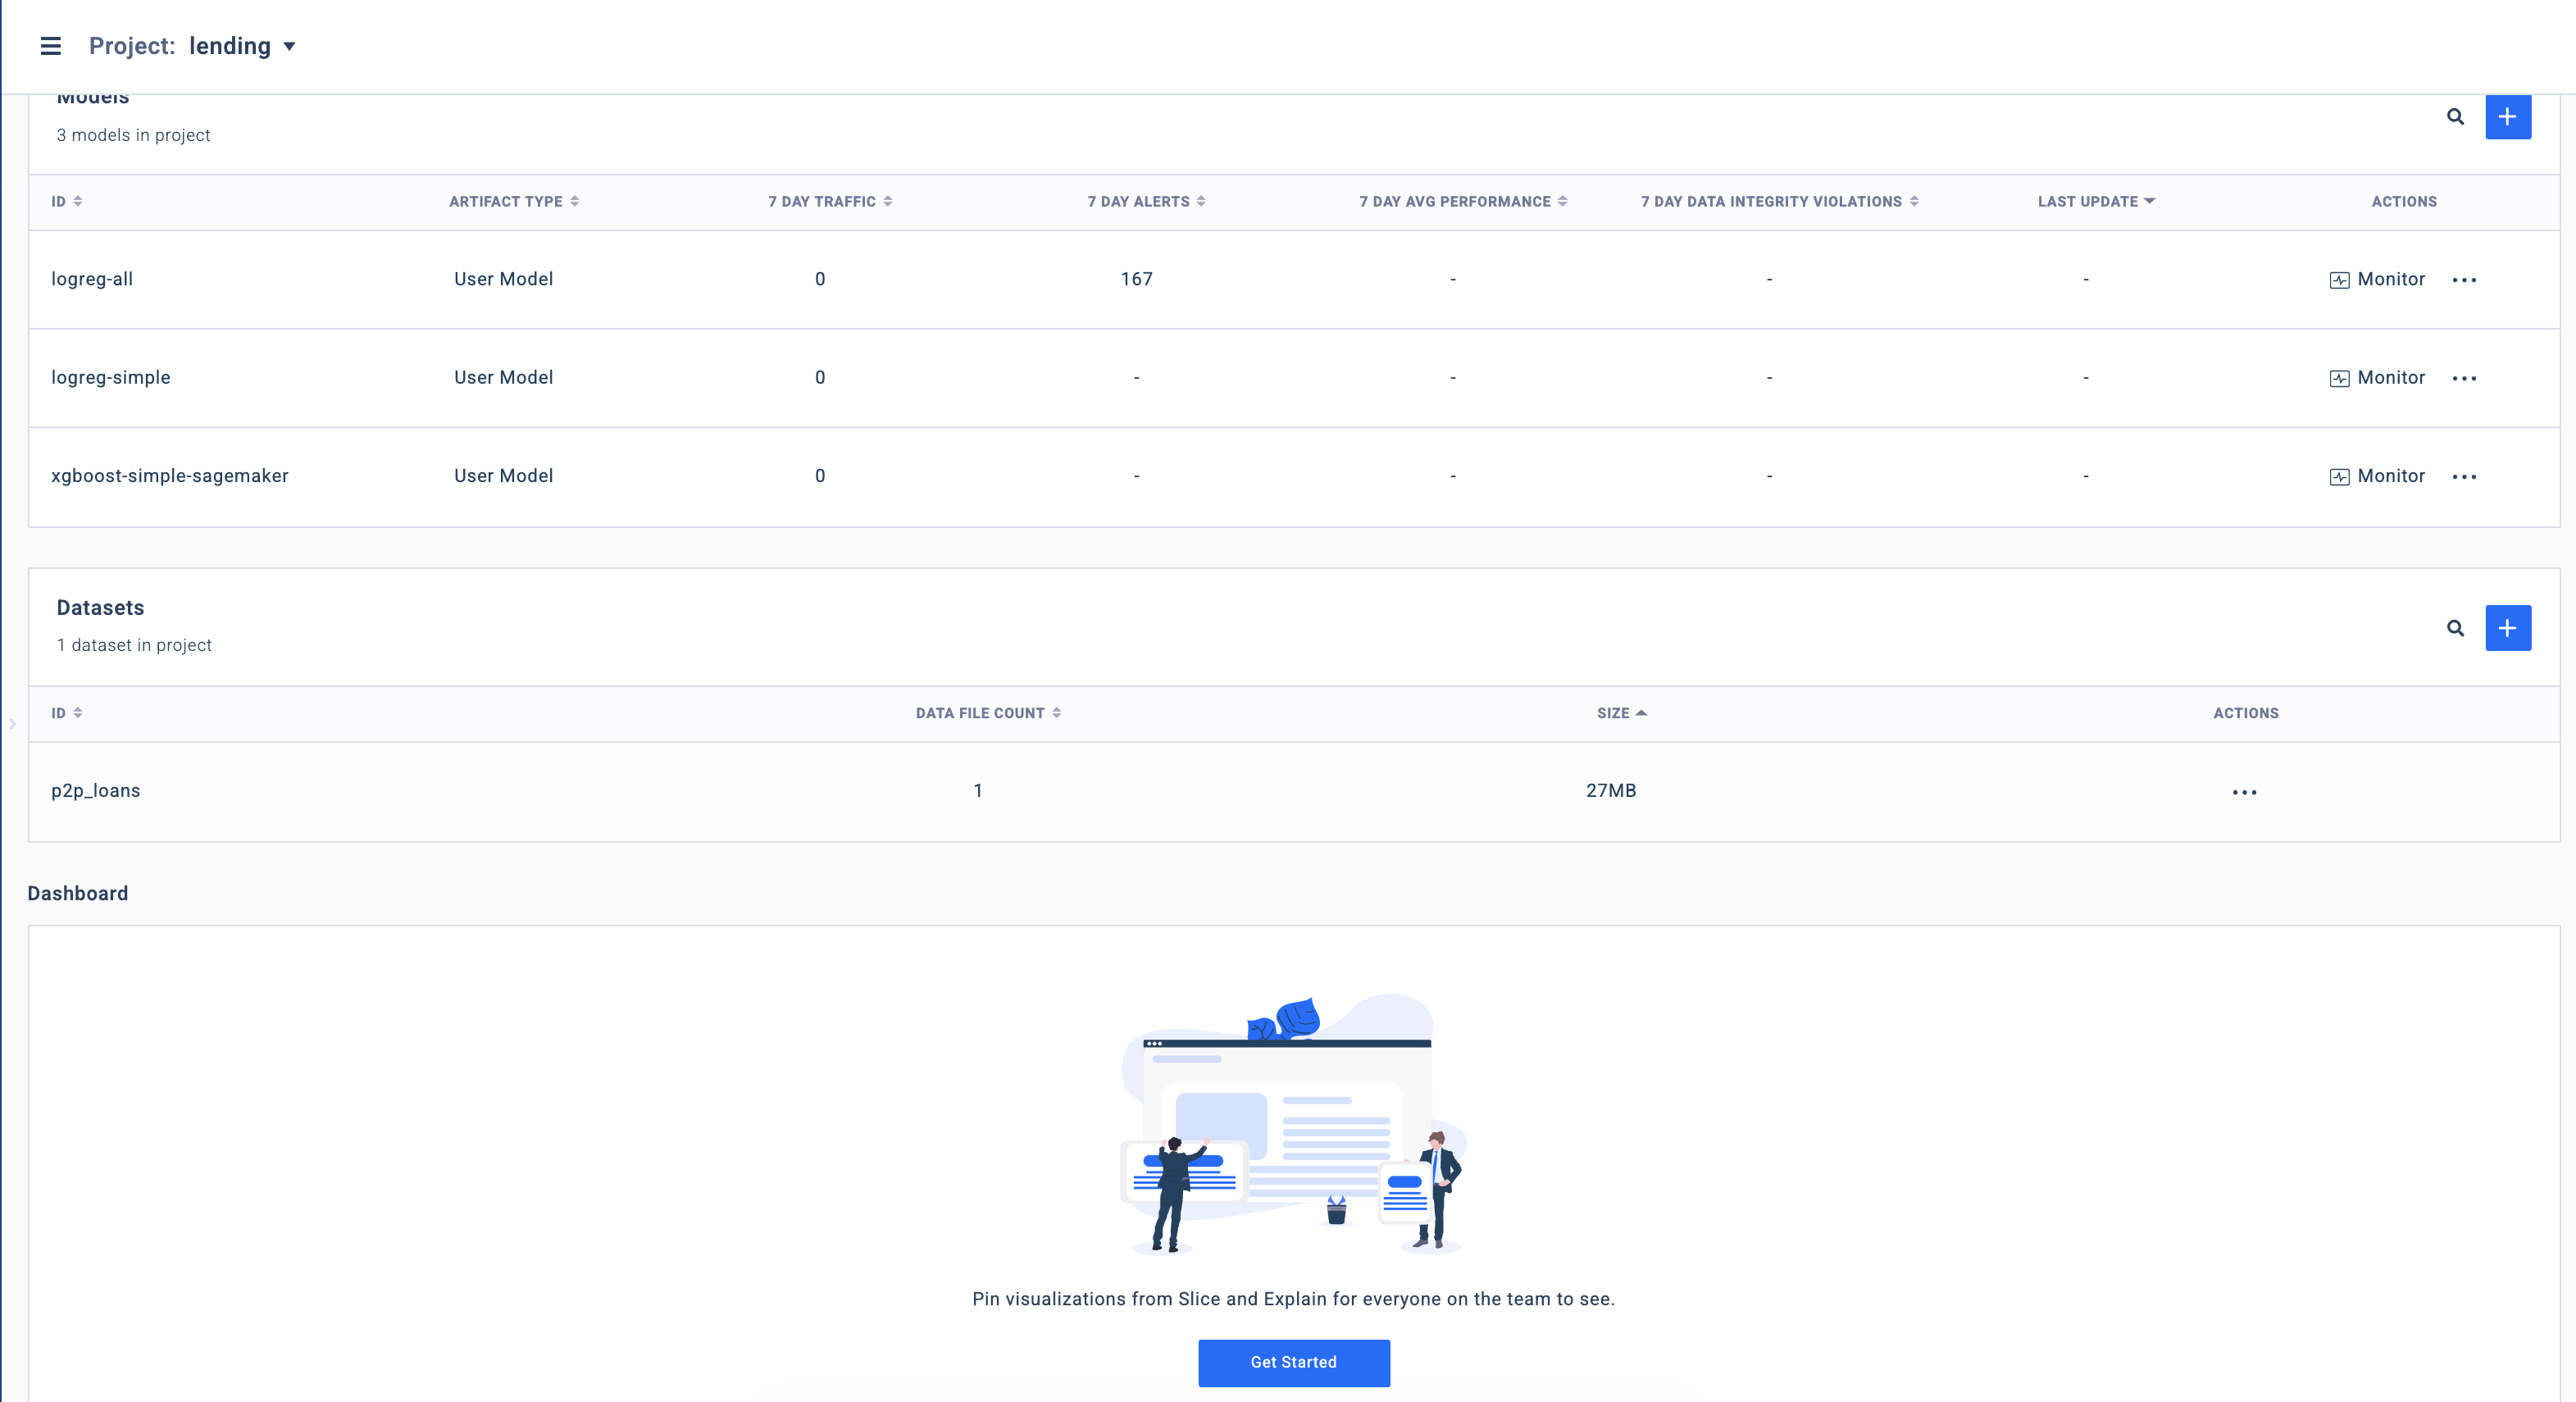 Project: lending
Models
3 models in project
ID ARTIFACT TYPE 7 DAY TRAFFIC 7 DAY ALERTS 7 DAY AVG PERFORMANCE 7 DAY DATA INTEGRITY VIOLATIONS LAST UPDATE ACTIONS
logreg-all User Model 0 167 - - - Monitor ...
logreg-simple User Model 0 - - - - Monitor ...
xgboost-simple-sagemaker User Model 0 - - - - Monitor ...
Datasets
1 dataset in project
ID DATA FILE COUNT SIZE ACTIONS
p2p_loans 1 27MB ...
Dashboard
Pin visualizations from Slice and Explain for everyone on the team to see.
Get Started